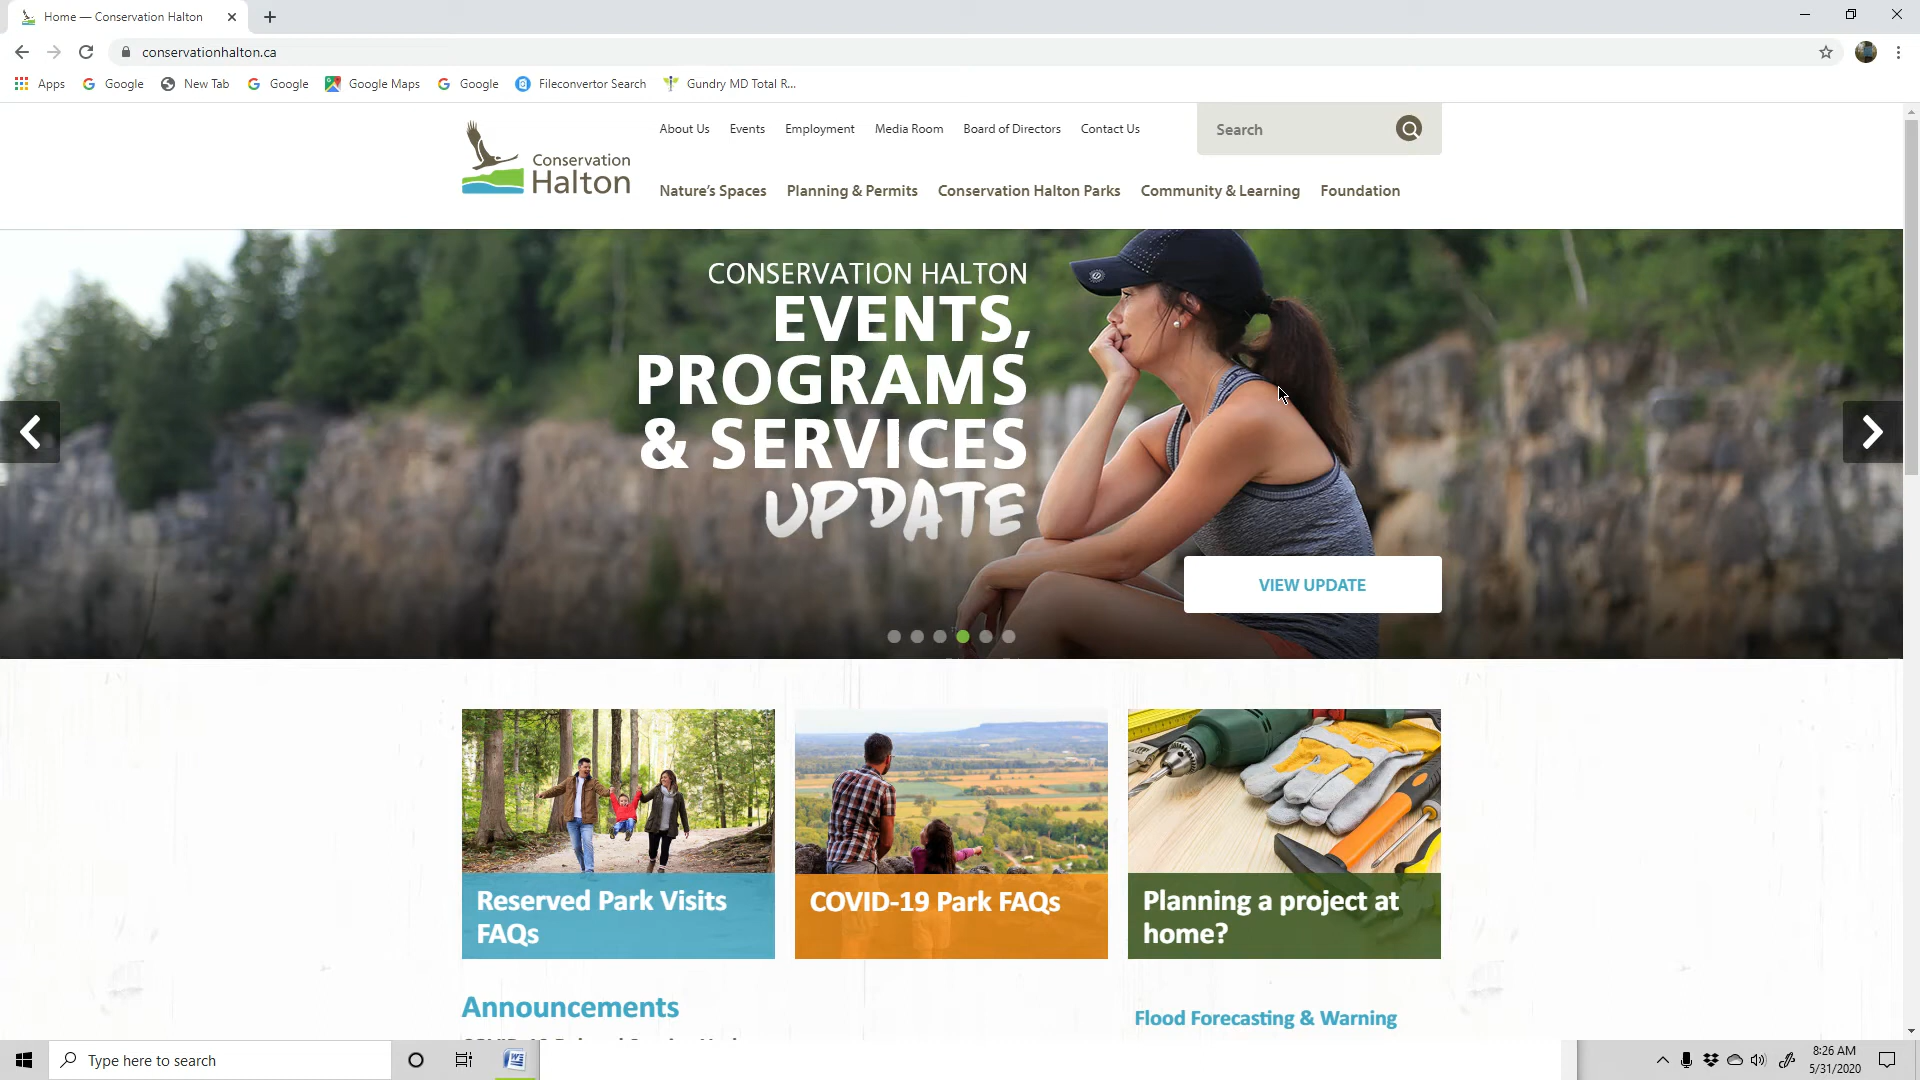 Home — Conservation Halton
conservationhalton.ca
Apps Google New Tab Google Google Maps Google Fileconvertor Search Gundry MD Total R...
About Us Events Employment Media Room Board of Directors Contact Us
Search
Conservation
Halton
Nature's Spaces Planning & Permits Conservation Halton Parks Community & Learning Foundation
CONSERVATION HALTON
EVENTS,
PROGRAMS
& SERVICES
UPDATE
VIEW UPDATE
Reserved Park Visits
FAQs
COVID-19 Park FAQs
Planning a project at
home?
Announcements
Flood Forecasting & Warning
Type here to search
8:26 AM
5/31/2020